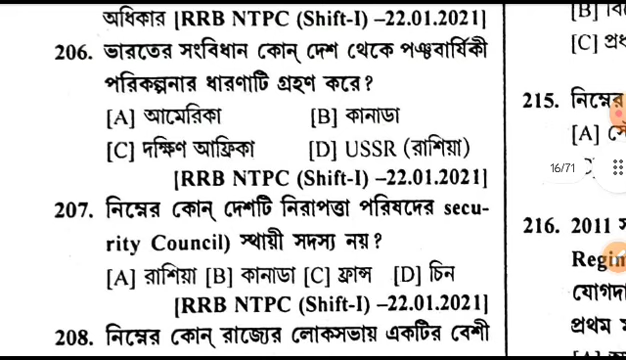 অধিকার [RRB NTPC (Shift-I) –22.01.2021]
206. ভারতের সংবিধান কোন্ দেশ থেকে পঞ্চবার্ষিকী
পরিকল্পনার ধারণাটি গ্রহণ করে?
[A] আমেরিকা [B] কানাডা
[C] দক্ষিণ আফ্রিকা [D] USSR (রাশিয়া)
[RRB NTPC (Shift-I) –22.01.2021]
207. নিম্নের কোন্ দেশটি নিরাপত্তা পরিষদের secu-
rity Council) স্থায়ী সদস্য নয়?
[A] রাশিয়া [B] কানাডা [C] ফ্রান্স [D] চিন
[RRB NTPC (Shift-I) –22.01.2021]
208. নিম্নের কোন্ রাজ্যের লোকসভায় একটির বেশী
[B]
[C]
215. নিম্নের
[A]
16/71
216. 2011
Regin
যোগদা
প্রথম